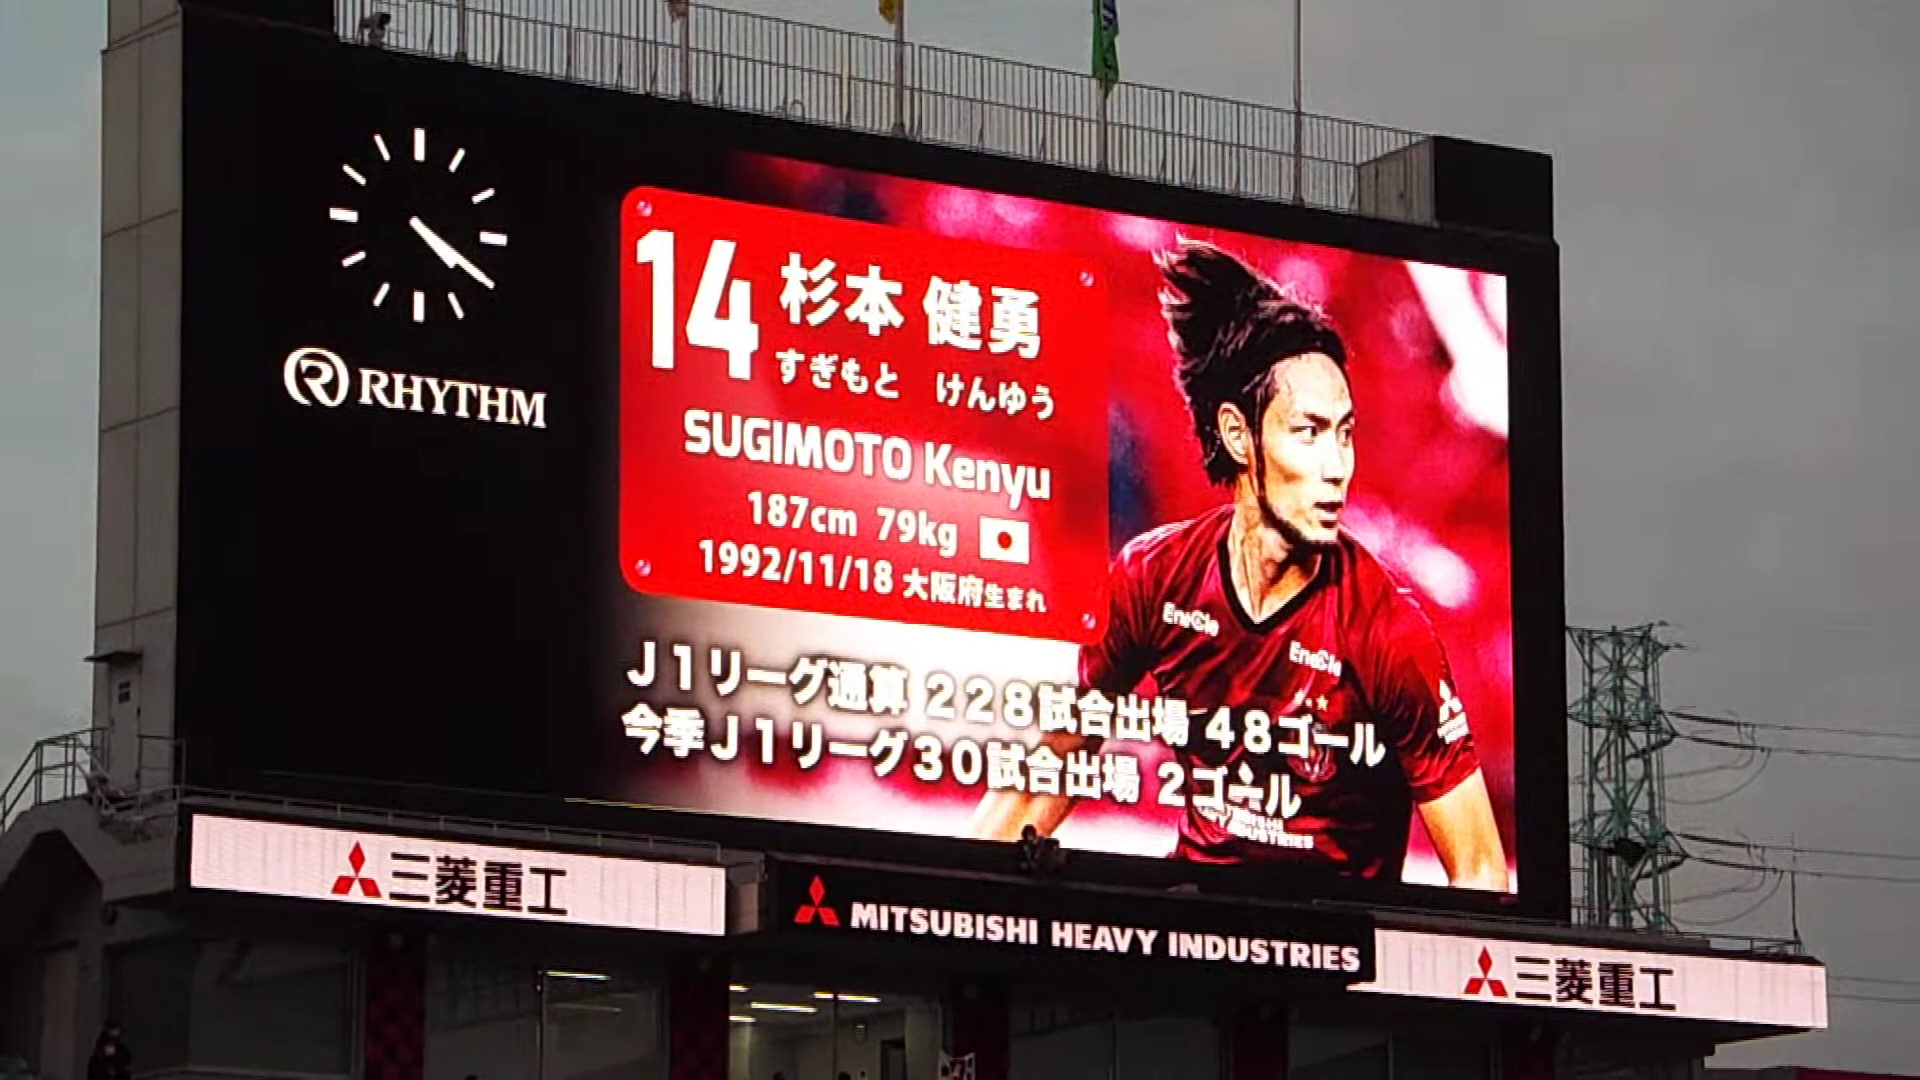 RHYTHM
14
杉本 健勇
すぎもと けんゆう
SUGIMOTO Kenyu
187cm 79kg
1992/11/18 大阪府生まれ
EneCle
EneCle
J1リーグ通算 228試合出場 48ゴール
今季J1リーグ30試合出場 2ゴール
三菱重工
MITSUBISHI HEAVY INDUSTRIES
三菱重工